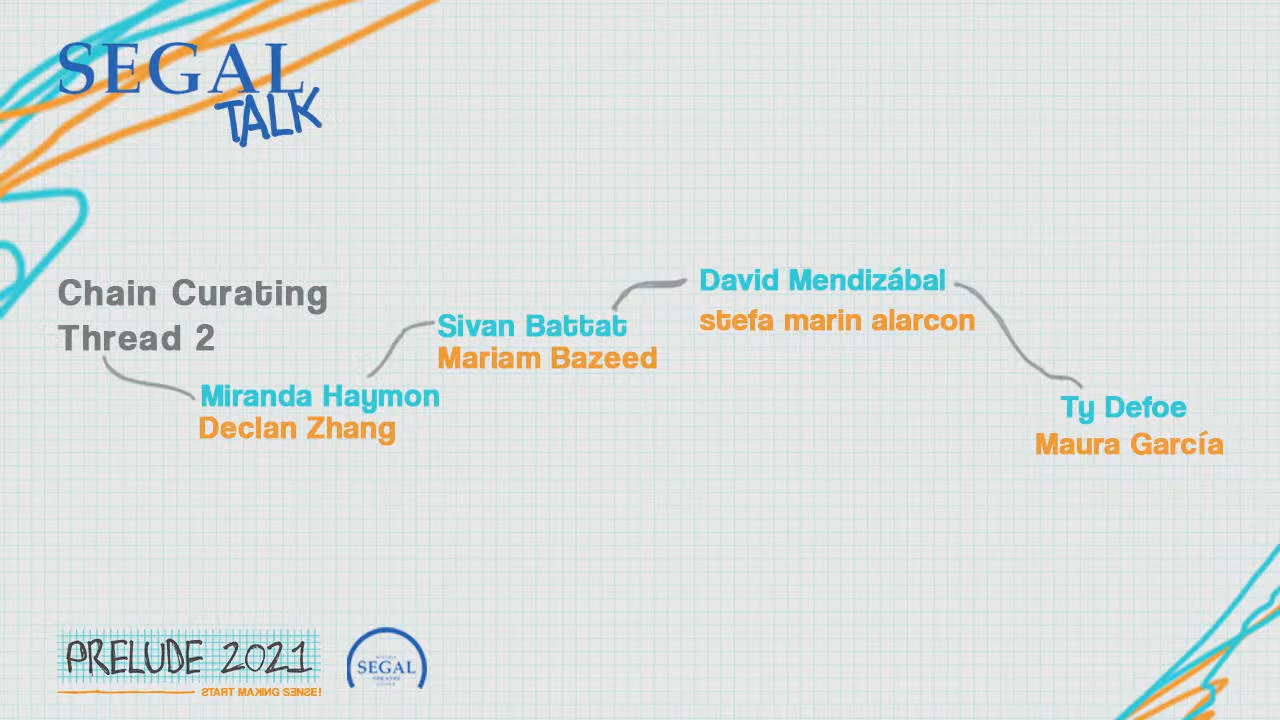 SEGAL
TALK
Chain Curating
Thread 2
Miranda Haymon
Declan Zhang
Sivan Battat
Mariam Bazeed
David Mendizábal
stefa marin alarcon
Ty Defoe
Maura García
PRELUDE 2021
START MAKING SENSE!
SEGAL
THEATRE